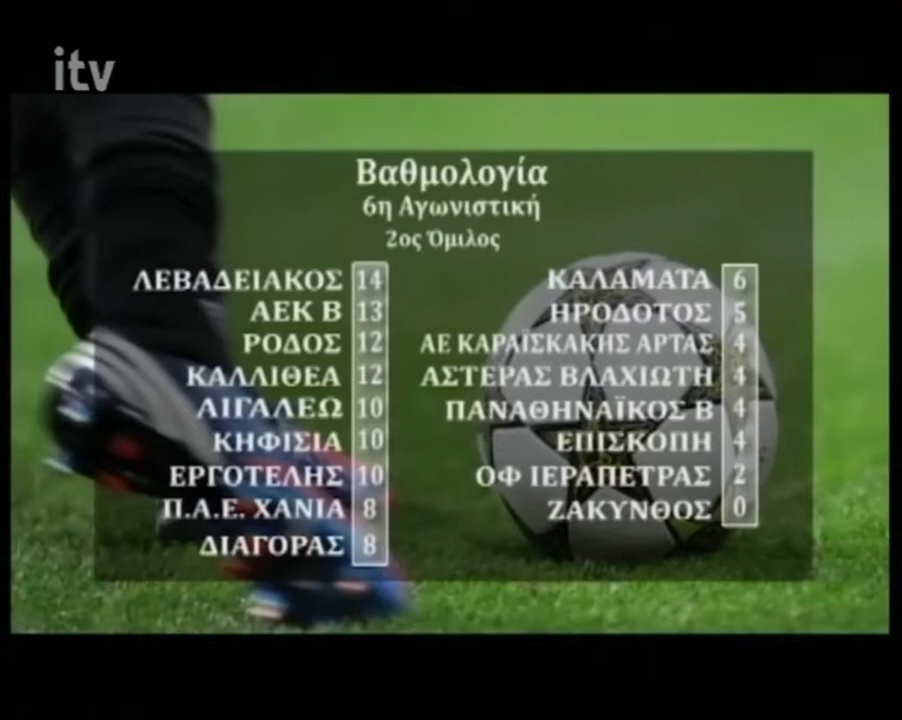 itv
Βαθμολογία
6η Αγωνιστική
2ος Όμιλος
ΛΕΒΑΔΕΙΑΚΟΣ 14
ΑΕΚ Β 13
ΡΟΔΟΣ 12
ΚΑΛΛΙΘΕΑ 12
ΑΙΓΑΛΕΩ 10
ΚΗΦΙΣΙΑ 10
ΕΡΓΟΤΕΛΗΣ 10
Π.Α.Ε. ΧΑΝΙΑ 8
ΔΙΑΓΟΡΑΣ 8
ΚΑΛΑΜΑΤΑ 6
ΗΡΟΔΟΤΟΣ 5
ΑΕ ΚΑΡΑΪΣΚΑΚΗΣ ΑΡΤΑΣ 4
ΑΣΤΕΡΑΣ ΒΛΑΧΙΩΤΗ 4
ΠΑΝΑΘΗΝΑΪΚΟΣ Β 4
ΕΠΙΣΚΟΠΗ 4
ΟΦ ΙΕΡΑΠΕΤΡΑΣ 2
ΖΑΚΥΝΘΟΣ 0